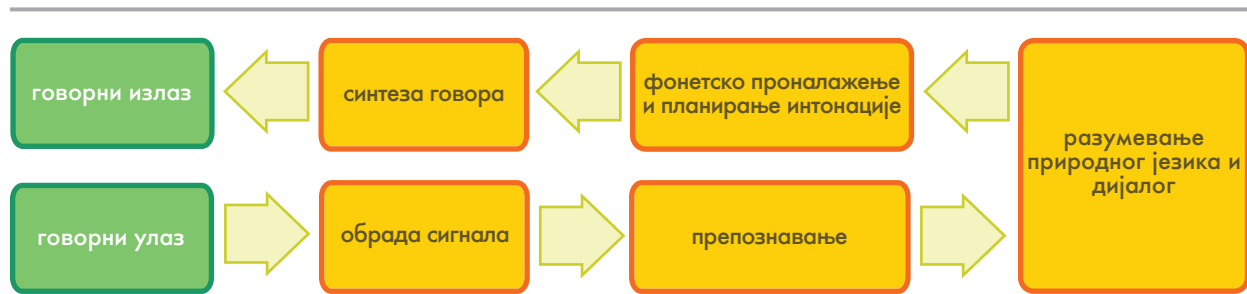 говорни излаз
синтеза говора
фонетско проналажење
и планирање интонације
разумевање
природног језика и
дијалог
говорни улаз
обрада сигнала
препознавање